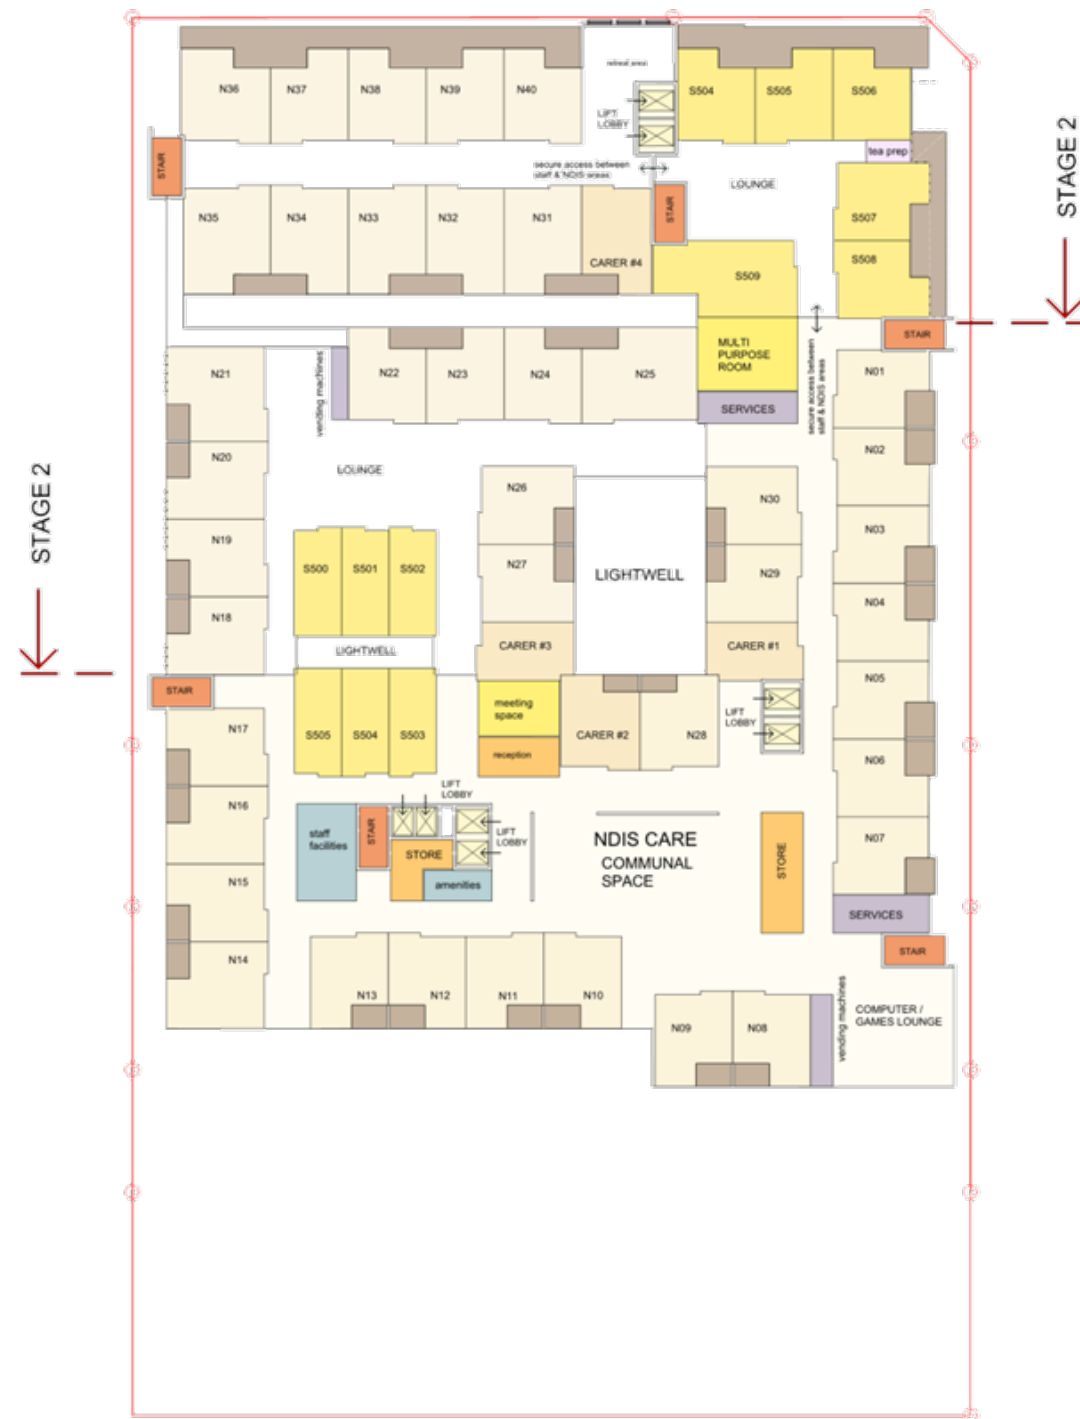 retreat area
N36
N37
N38
N39
N40
S504
S505
S506
LIFT
LOBBY
STAIR
tea prep
secure access between
staff & NDIS areas
LOUNGE
STAIR
N35
N34
N33
N32
N31
CARER #4
S507
S508
S509
STAGE 2
STAIR
MULTI
PURPOSE
ROOM
SERVICES
secure access between
staff & NDIS areas
N21
vending machines
N22
N23
N24
N25
N01
N20
LOUNGE
N02
N26
N30
N19
S500
S501
S502
N27
LIGHTWELL
N29
N03
N18
N04
LIGHTWELL
CARER #3
CARER #1
STAGE 2
STAIR
N05
meeting
space
LIFT
LOBBY
N17
S505
S504
S503
CARER #2
N28
reception
N06
LIFT
LOBBY
N16
staff
facilities
STAIR
STORE
LIFT
LOBBY
amenities
NDIS CARE
COMMUNAL
SPACE
STORE
N07
N15
SERVICES
STAIR
N14
N13
N12
N11
N10
N09
N08
vending machines
COMPUTER /
GAMES LOUNGE